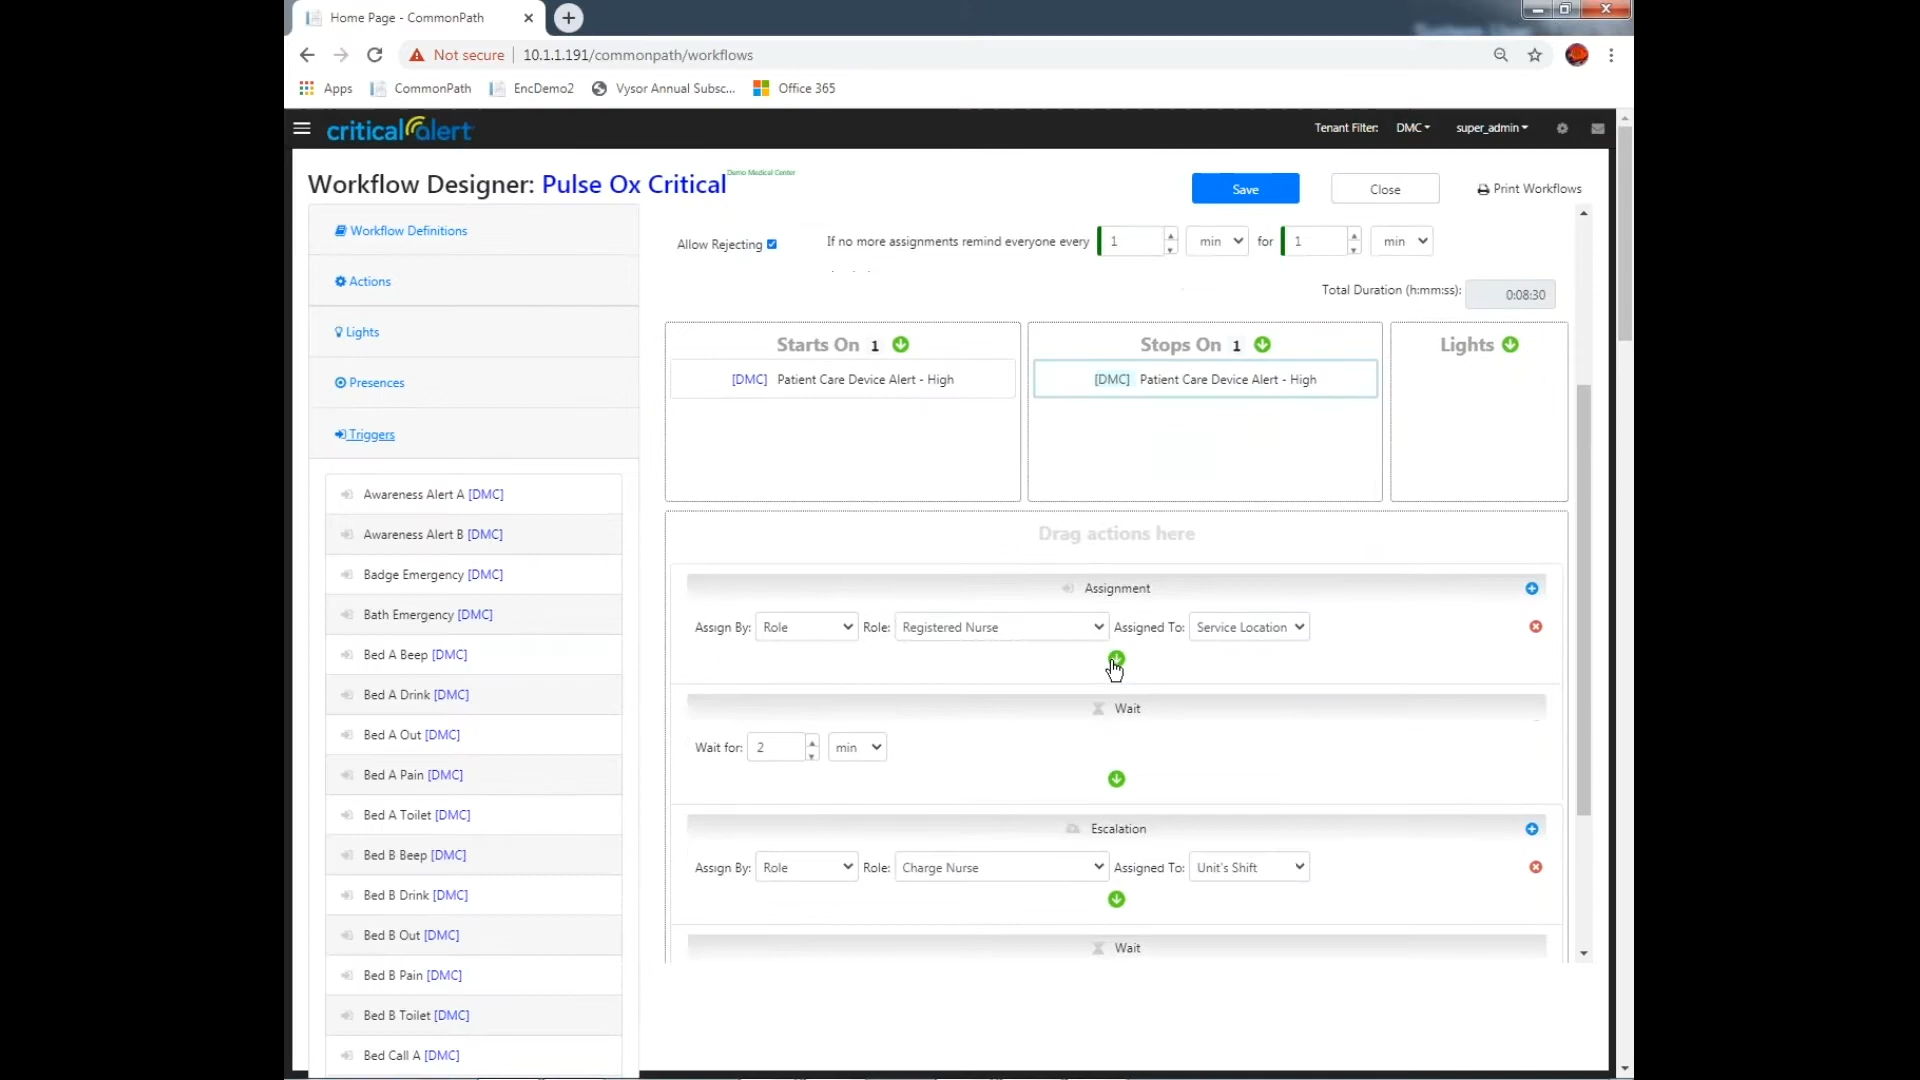 Home Page - CommonPath
Not secure 10.1.1.191/commonpath/workflows
Apps CommonPath EncDemo2 Vysor Annual Subsc... Office 365
criticalalert Tenant Filter: DMC super_admin
Workflow Designer: Pulse Ox Critical Demo Medical Center Save Close Print Workflows
Workflow Definitions
Actions
Lights
Presences
Triggers
Awareness Alert A [DMC]
Awareness Alert B [DMC]
Badge Emergency [DMC]
Bath Emergency [DMC]
Bed A Beep [DMC]
Bed A Drink [DMC]
Bed A Out [DMC]
Bed A Pain [DMC]
Bed A Toilet [DMC]
Bed B Beep [DMC]
Bed B Drink [DMC]
Bed B Out [DMC]
Bed B Pain [DMC]
Bed B Toilet [DMC]
Bed Call A [DMC]
Allow Rejecting If no more assignments remind everyone every 1 min for 1 min
Total Duration (h:mm:ss): 0:08:30
Starts On 1
[DMC] Patient Care Device Alert - High
Stops On 1
[DMC] Patient Care Device Alert - High
Lights
Drag actions here
Assignment
Assign By: Role Role: Registered Nurse Assigned To: Service Location
Wait
Wait for: 2 min
Escalation
Assign By: Role Role: Charge Nurse Assigned To: Unit's Shift
Wait